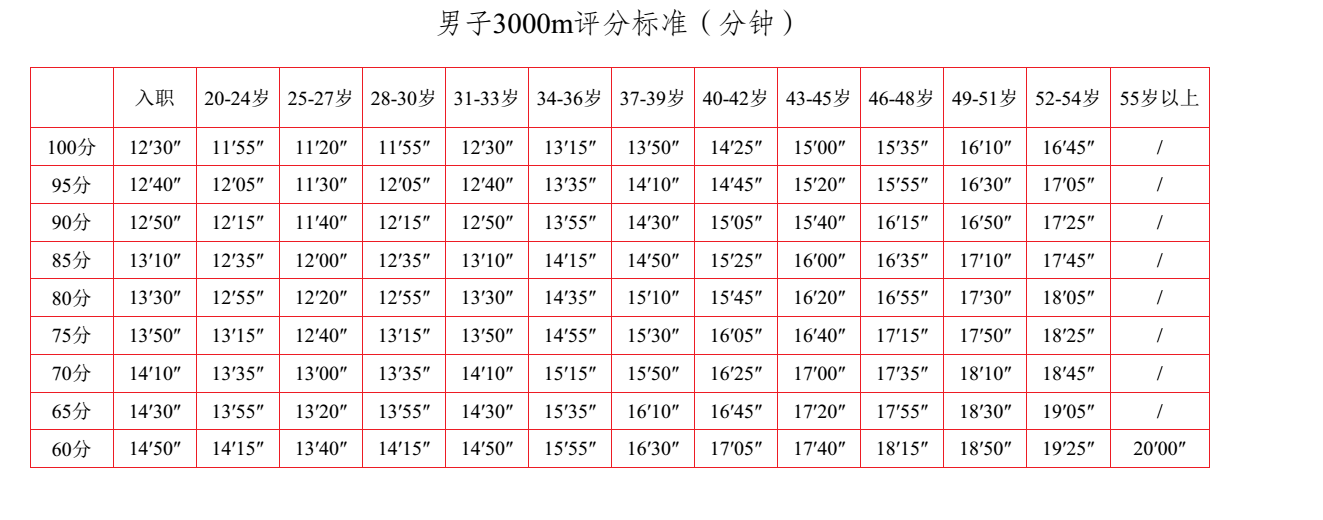 男子3000m评分标准（分钟）
入职 20-24岁 25-27岁 28-30岁 31-33岁 34-36岁 37-39岁 40-42岁 43-45岁 46-48岁 49-51岁 52-54岁 55岁以上
100分 12′30″ 11′55″ 11′20″ 11′55″ 12′30″ 13′15″ 13′50″ 14′25″ 15′00″ 15′35″ 16′10″ 16′45″ /
95分 12′40″ 12′05″ 11′30″ 12′05″ 12′40″ 13′35″ 14′10″ 14′45″ 15′20″ 15′55″ 16′30″ 17′05″ /
90分 12′50″ 12′15″ 11′40″ 12′15″ 12′50″ 13′55″ 14′30″ 15′05″ 15′40″ 16′15″ 16′50″ 17′25″ /
85分 13′10″ 12′35″ 12′00″ 12′35″ 13′10″ 14′15″ 14′50″ 15′25″ 16′00″ 16′35″ 17′10″ 17′45″ /
80分 13′30″ 12′55″ 12′20″ 12′55″ 13′30″ 14′35″ 15′10″ 15′45″ 16′20″ 16′55″ 17′30″ 18′05″ /
75分 13′50″ 13′15″ 12′40″ 13′15″ 13′50″ 14′55″ 15′30″ 16′05″ 16′40″ 17′15″ 17′50″ 18′25″ /
70分 14′10″ 13′35″ 13′00″ 13′35″ 14′10″ 15′15″ 15′50″ 16′25″ 17′00″ 17′35″ 18′10″ 18′45″ /
65分 14′30″ 13′55″ 13′20″ 13′55″ 14′30″ 15′35″ 16′10″ 16′45″ 17′20″ 17′55″ 18′30″ 19′05″ /
60分 14′50″ 14′15″ 13′40″ 14′15″ 14′50″ 15′55″ 16′30″ 17′05″ 17′40″ 18′15″ 18′50″ 19′25″ 20′00″